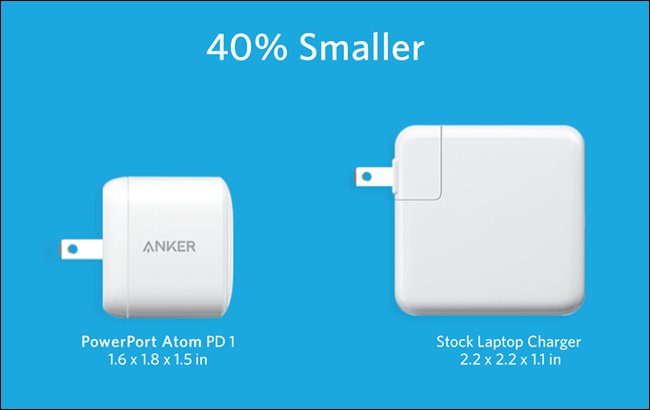 40% Smaller
ANKER
PowerPort Atom PD 1
1.6 x 1.8 x 1.5 in
Stock Laptop Charger
2.2 x 2.2 x 1.1 in